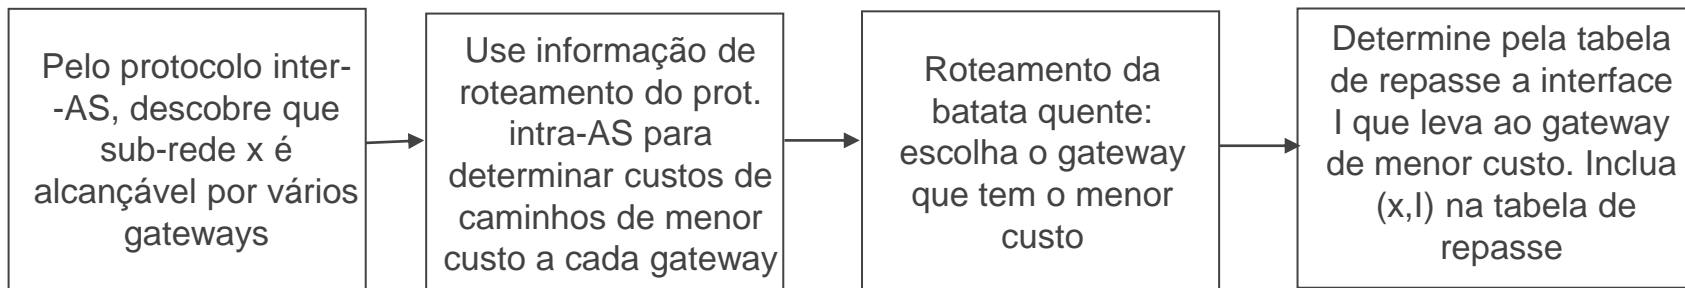 Pelo protocolo inter-
-AS, descobre que
sub-rede x é
alcançável por vários
gateways
Use informação de
roteamento do prot.
intra-AS para
determinar custos de
caminhos de menor
custo a cada gateway
Roteamento da
batata quente:
escolha o gateway
que tem o menor
custo
Determine pela tabela
de repasse a interface
I que leva ao gateway
de menor custo. Inclua
(x,I) na tabela de
repasse